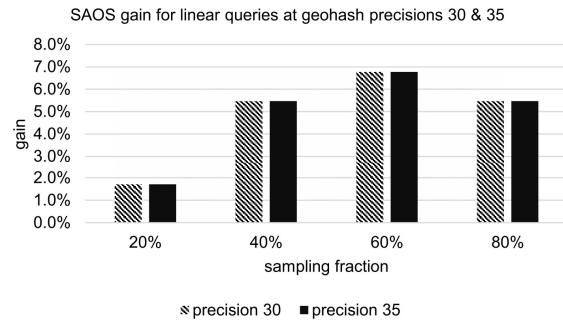 SAOS gain for linear queries at geohash precisions 30 & 35
8.0%
7.0%
6.0%
5.0%
4.0%
3.0%
2.0%
1.0%
0.0%
gain
20% 40% 60% 80%
sampling fraction
precision 30 precision 35